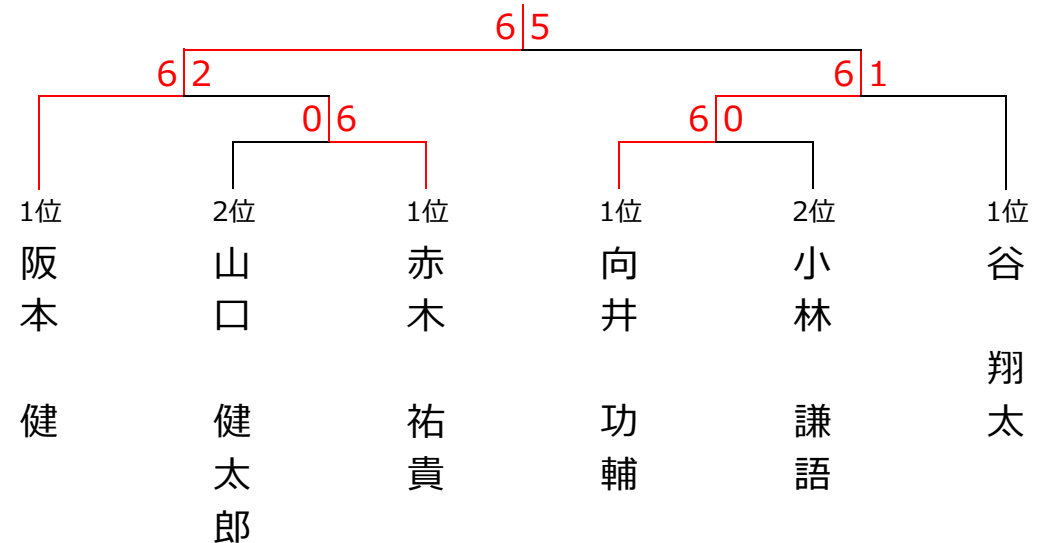 6 5
6 2
6 1
0 6
6 0
1位
2位
1位
1位
2位
1位
阪本 健
山口 健太郎
赤木 祐貴
向井 功輔
小林 謙語
谷 翔太